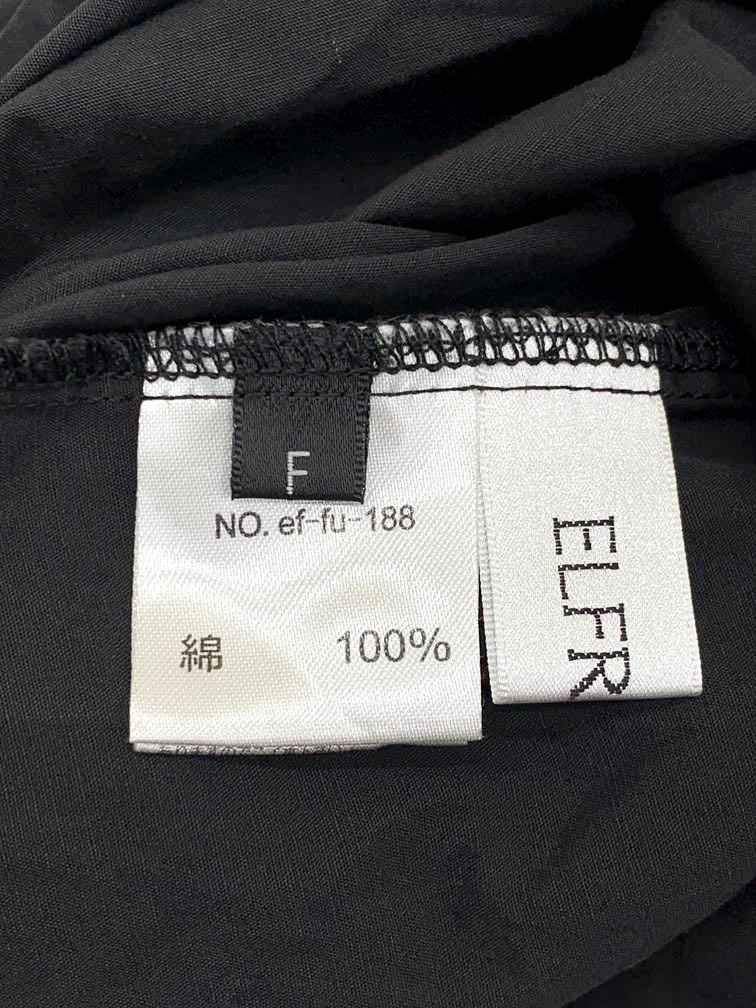 F
NO. ef-fu-188
綿 100%
ELFR